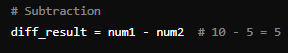 # Subtraction
diff_result = num1 - num2  # 10 - 5 = 5